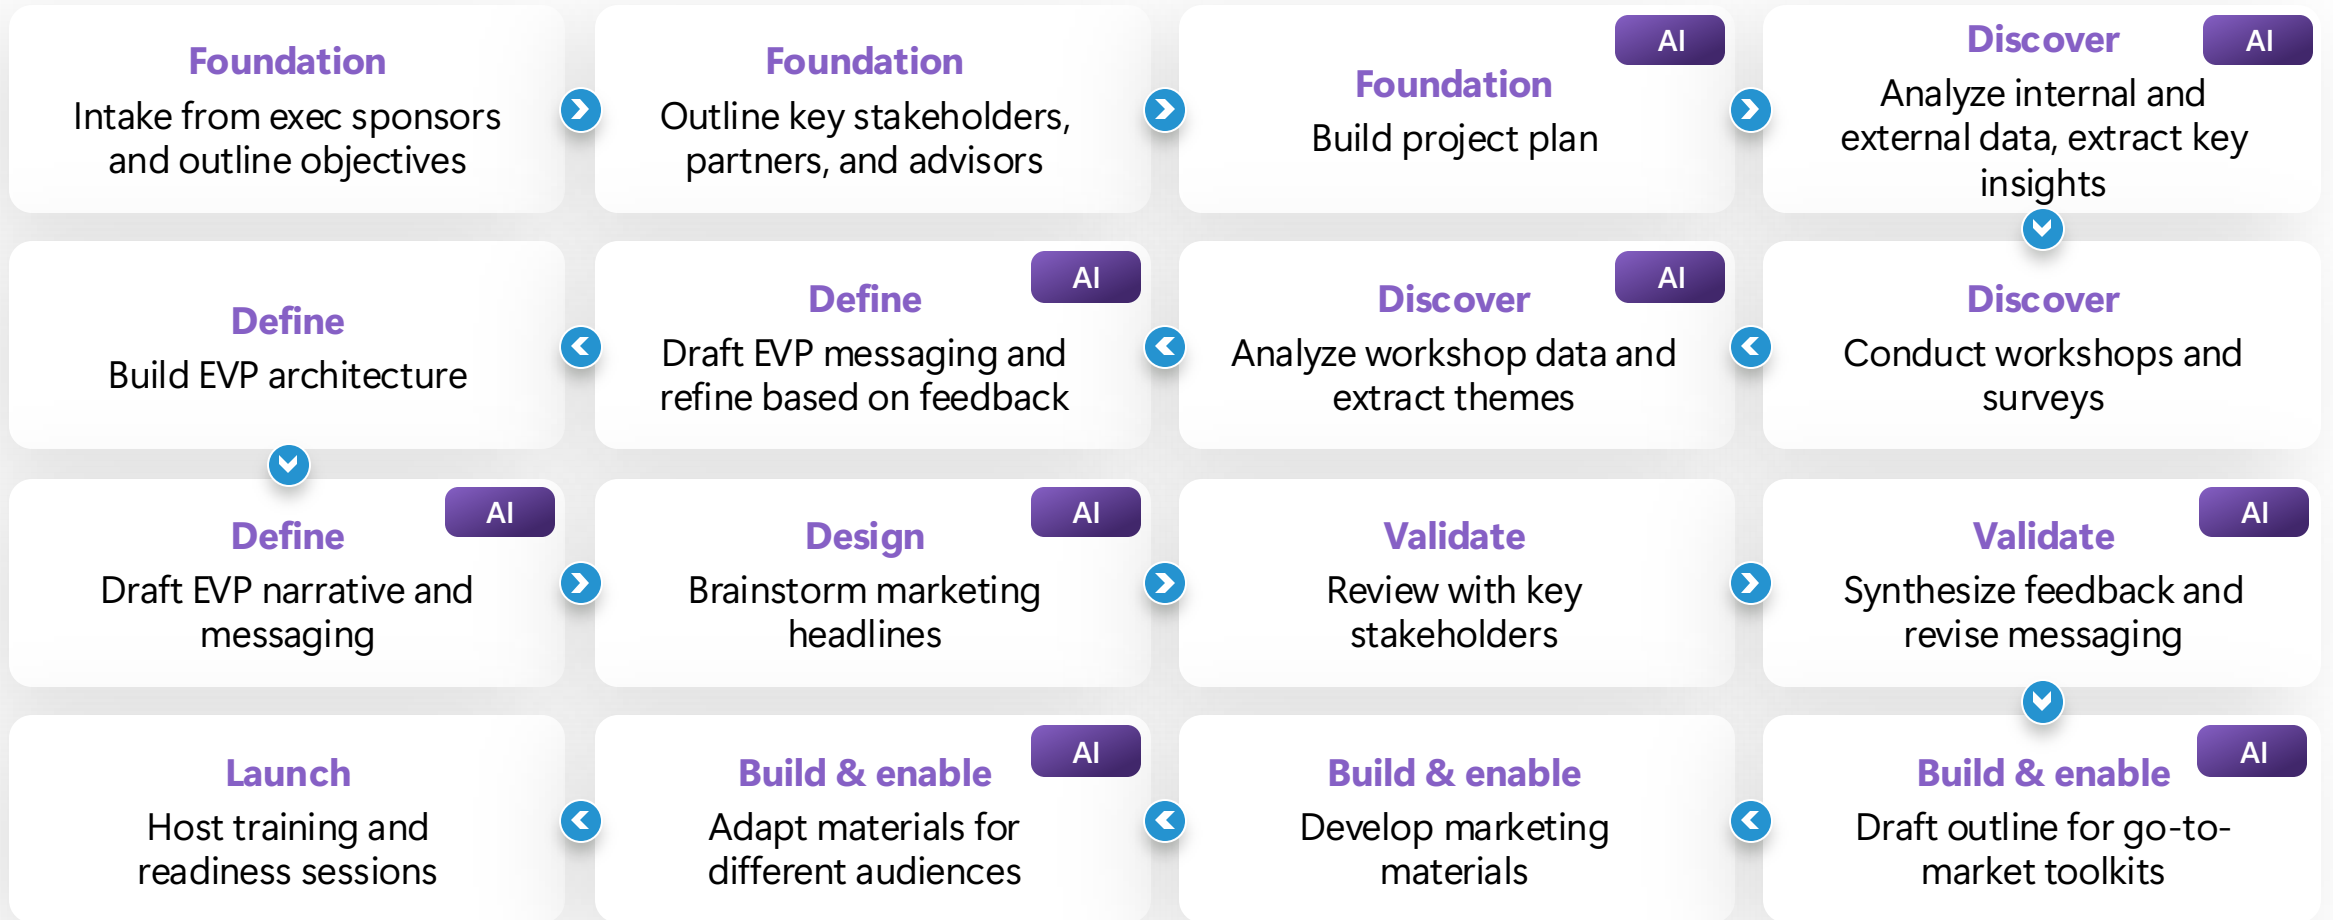 Foundation
Intake from exec sponsors
and outline objectives
Foundation
Outline key stakeholders,
partners, and advisors
AI
Foundation
Build project plan
AI
Discover
Analyze internal and
external data, extract key
insights
Define
Build EVP architecture
AI
Define
Draft EVP messaging and
refine based on feedback
AI
Discover
Analyze workshop data and
extract themes
Discover
Conduct workshops and
surveys
AI
Define
Draft EVP narrative and
messaging
AI
Design
Brainstorm marketing
headlines
Validate
Review with key
stakeholders
AI
Validate
Synthesize feedback and
revise messaging
Launch
Host training and
readiness sessions
AI
Build & enable
Adapt materials for
different audiences
Build & enable
Develop marketing
materials
AI
Build & enable
Draft outline for go-to-
market toolkits